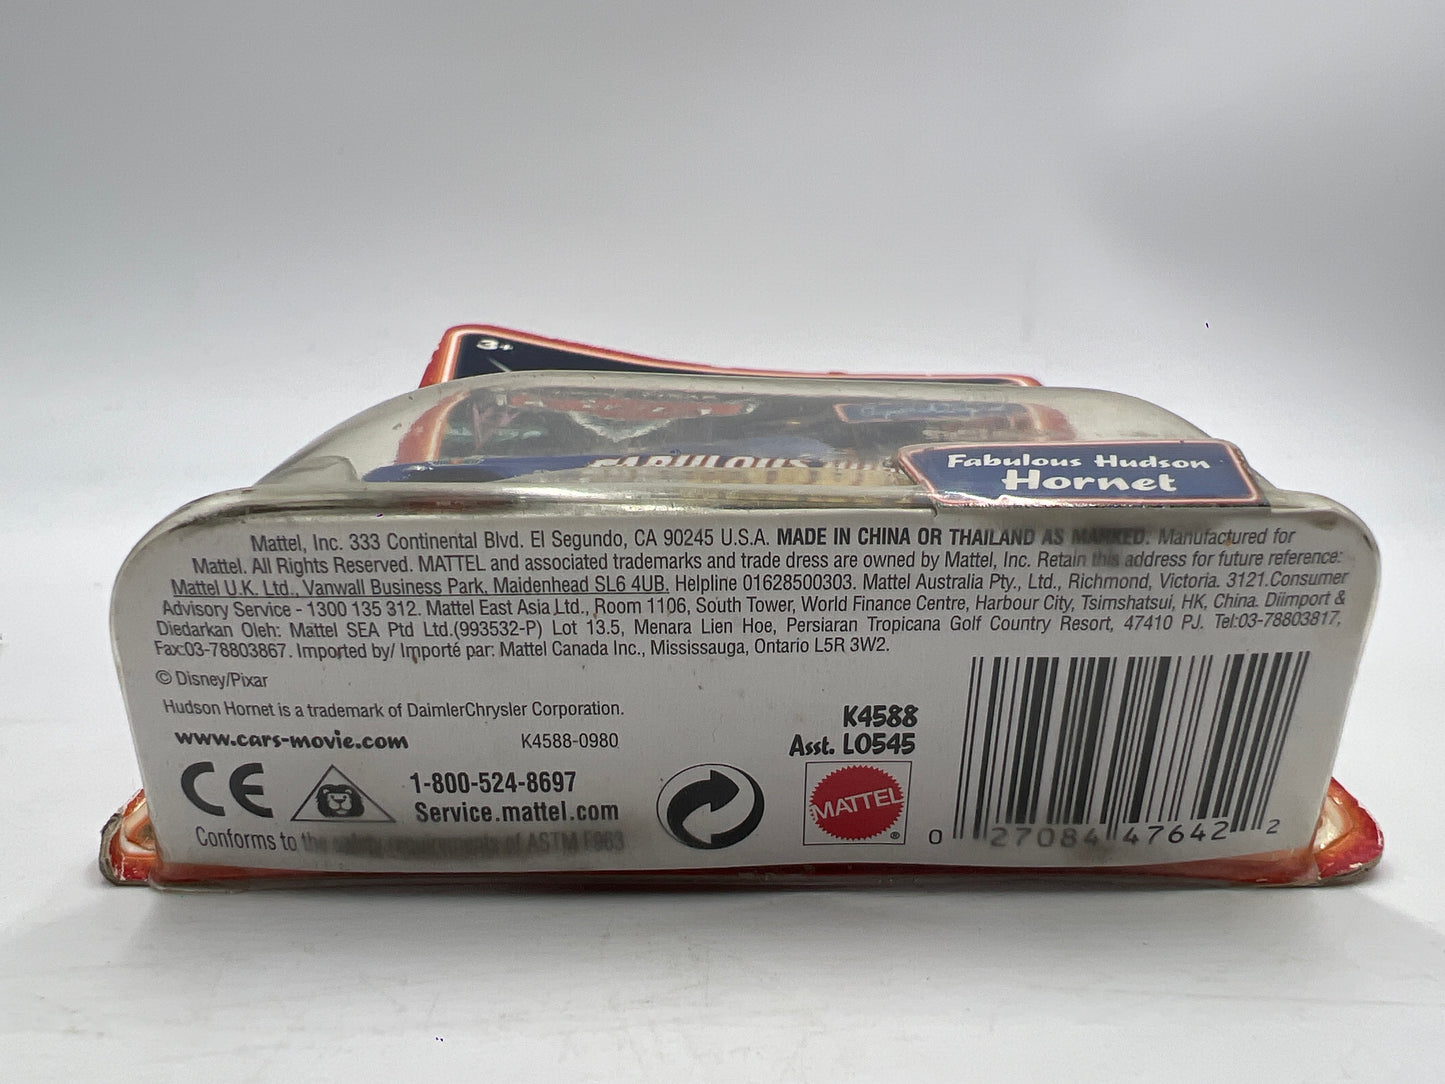 3+
FABULOUS
Fabulous Hudson
Hornet
Mattel, Inc. 333 Continental Blvd. El Segundo, CA 90245 U.S.A. MADE IN CHINA OR THAILAND AS MARKED. Manufactured for
Mattel. All Rights Reserved. MATTEL and associated trademarks and trade dress are owned by Mattel, Inc. Retain this address for future reference:
Mattel U.K. Ltd., Vanwall Business Park, Maidenhead SL6 4UB. Helpline 01628500303. Mattel Australia Pty., Ltd., Richmond, Victoria. 3121.Consumer
Advisory Service - 1300 135 312. Mattel East Asia Ltd., Room 1106, South Tower, World Finance Centre, Harbour City, Tsimshatsui, HK, China. Diimport &
Diedarkan Oleh: Mattel SEA Ptd Ltd.(993532-P) Lot 13.5, Menara Lien Hoe, Persiaran Tropicana Golf Country Resort, 47410 PJ. Tel:03-78803817,
Fax:03-78803867. Imported by/ Importé par: Mattel Canada Inc., Mississauga, Ontario L5R 3W2.
© Disney/Pixar
Hudson Hornet is a trademark of DaimlerChrysler Corporation.
www.cars-movie.com
K4588-0980
K4588
Asst. L0545
CE
1-800-524-8697
Service.mattel.com
Conforms to the safety requirements of ASTM F963
MATTEL
®
0 27084 47642 2